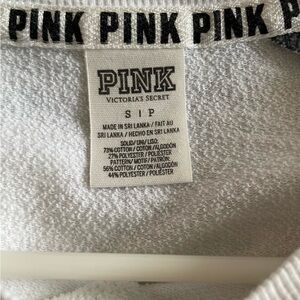 PINK PINK PINK P
PINK
VICTORIA'S SECRET
S | P
MADE IN SRI LANKA / FAIT AU
SRI LANKA / HECHO EN SRI LANKA
SOLID/ UNI/ LISO:
73% COTTON / COTON /ALGODÓN
27% POLYESTER / POLIÉSTER
PATTERN/ MOTIF/ PATRÓN:
56% COTTON / COTON /ALGODÓN
44% POLYESTER / POLIÉSTER